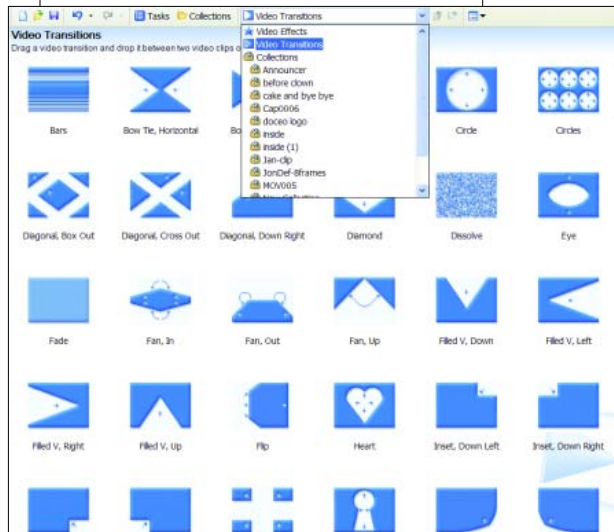 Tasks Collections Video Transitions
Video Transitions
Drag a video transition and drop it between two video clips
Video Effects
Video Transitions
Collections
Announcer
before clown
cake and bye bye
Cap0006
doceo logo
inside
inside (1)
Jan-clip
JonDef-8frames
MOV005
New Collection
Bars Bow Tie, Horizontal Bo Circle Circles
Diagonal, Box Out Diagonal, Cross Out Diagonal, Down Right Diamond Dissolve Eye
Fade Fan, In Fan, Out Fan, Up Filled V, Down Filled V, Left
Filled V, Right Filled V, Up Flip Heart Inset, Down Left Inset, Down Right